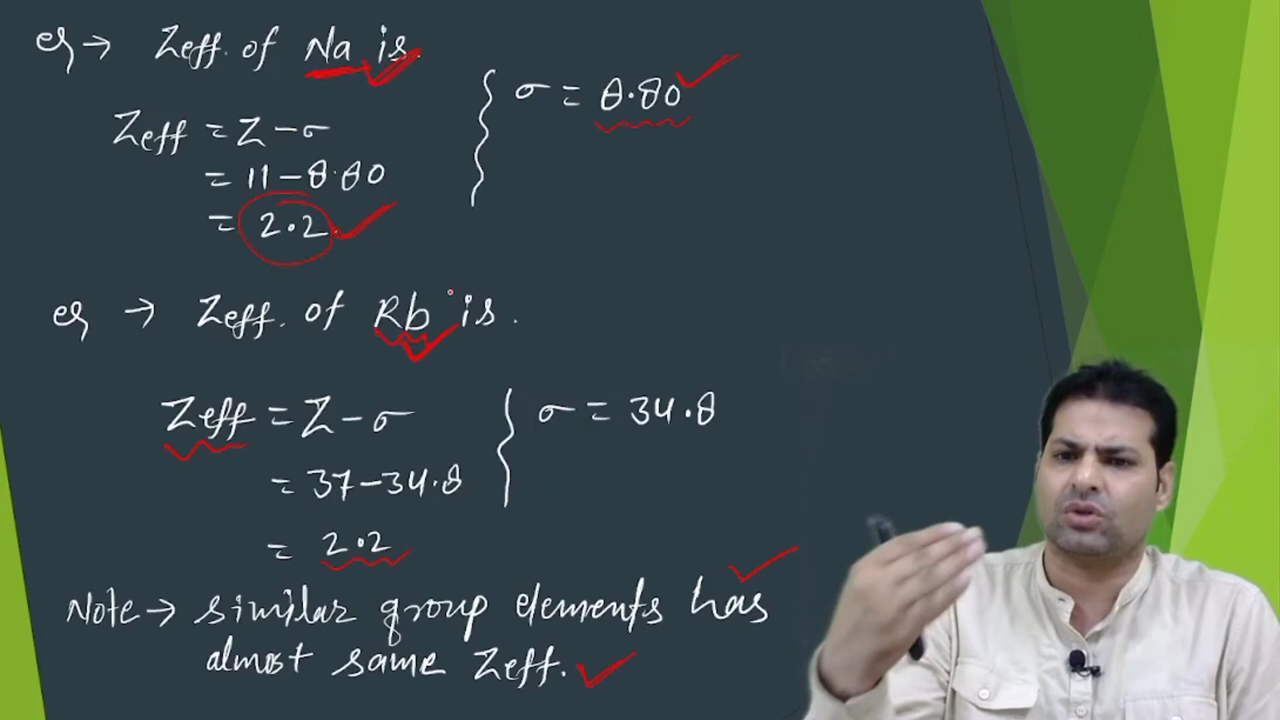 eg → Zeff. of Na is.
Zeff = Z - σ
= 11 - 8.80
= 2.2
σ = 8.80
eg → Zeff. of Rb is.
Zeff = Z - σ
= 37 - 34.8
= 2.2
σ = 34.8
Note → similar group elements has
almost same Zeff.